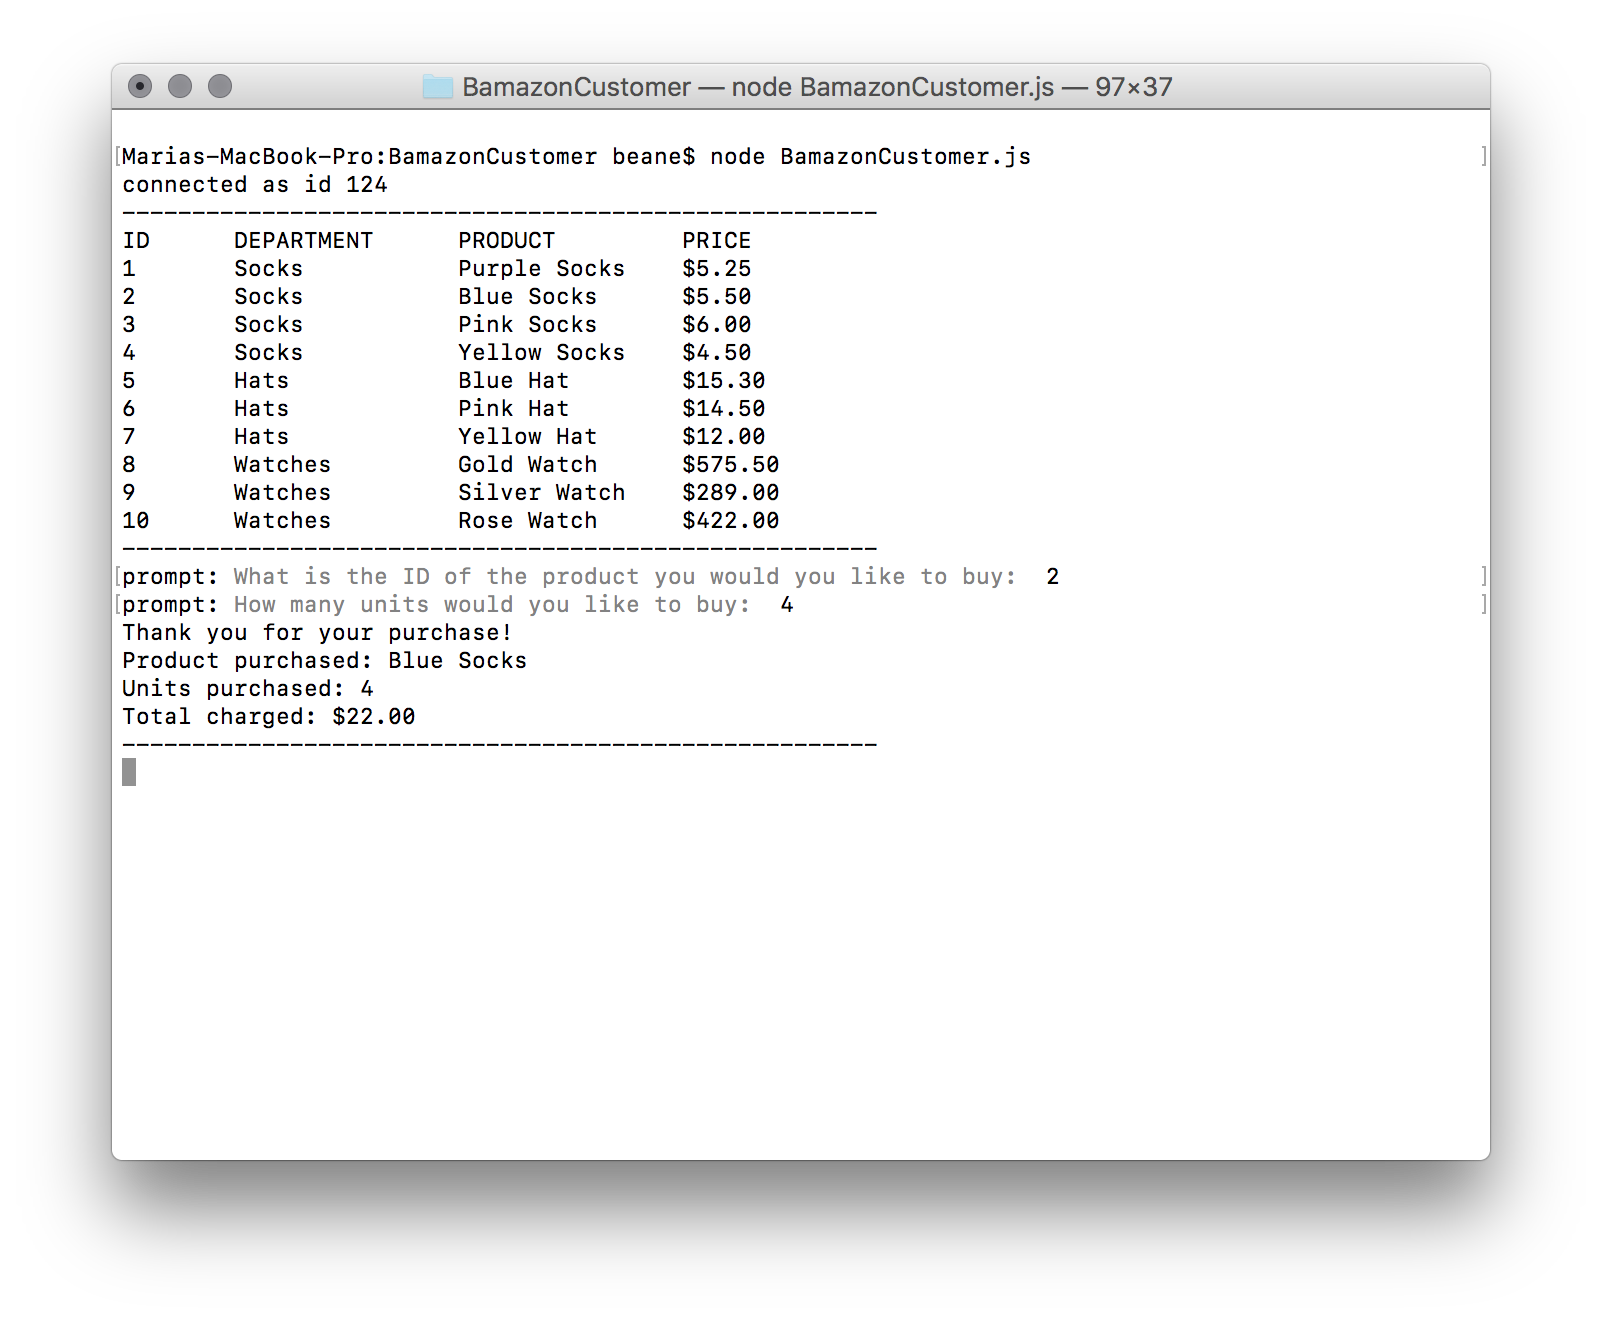 BamazonCustomer — node BamazonCustomer.js — 97×37
Marias-MacBook-Pro:BamazonCustomer beane$ node BamazonCustomer.js
connected as id 124
------------------------------------------------------
ID      DEPARTMENT      PRODUCT         PRICE
1       Socks           Purple Socks    $5.25
2       Socks           Blue Socks      $5.50
3       Socks           Pink Socks      $6.00
4       Socks           Yellow Socks    $4.50
5       Hats            Blue Hat        $15.30
6       Hats            Pink Hat        $14.50
7       Hats            Yellow Hat      $12.00
8       Watches         Gold Watch      $575.50
9       Watches         Silver Watch    $289.00
10      Watches         Rose Watch      $422.00
------------------------------------------------------
prompt: What is the ID of the product you would you like to buy:  2
prompt: How many units would you like to buy:  4
Thank you for your purchase!
Product purchased: Blue Socks
Units purchased: 4
Total charged: $22.00
------------------------------------------------------